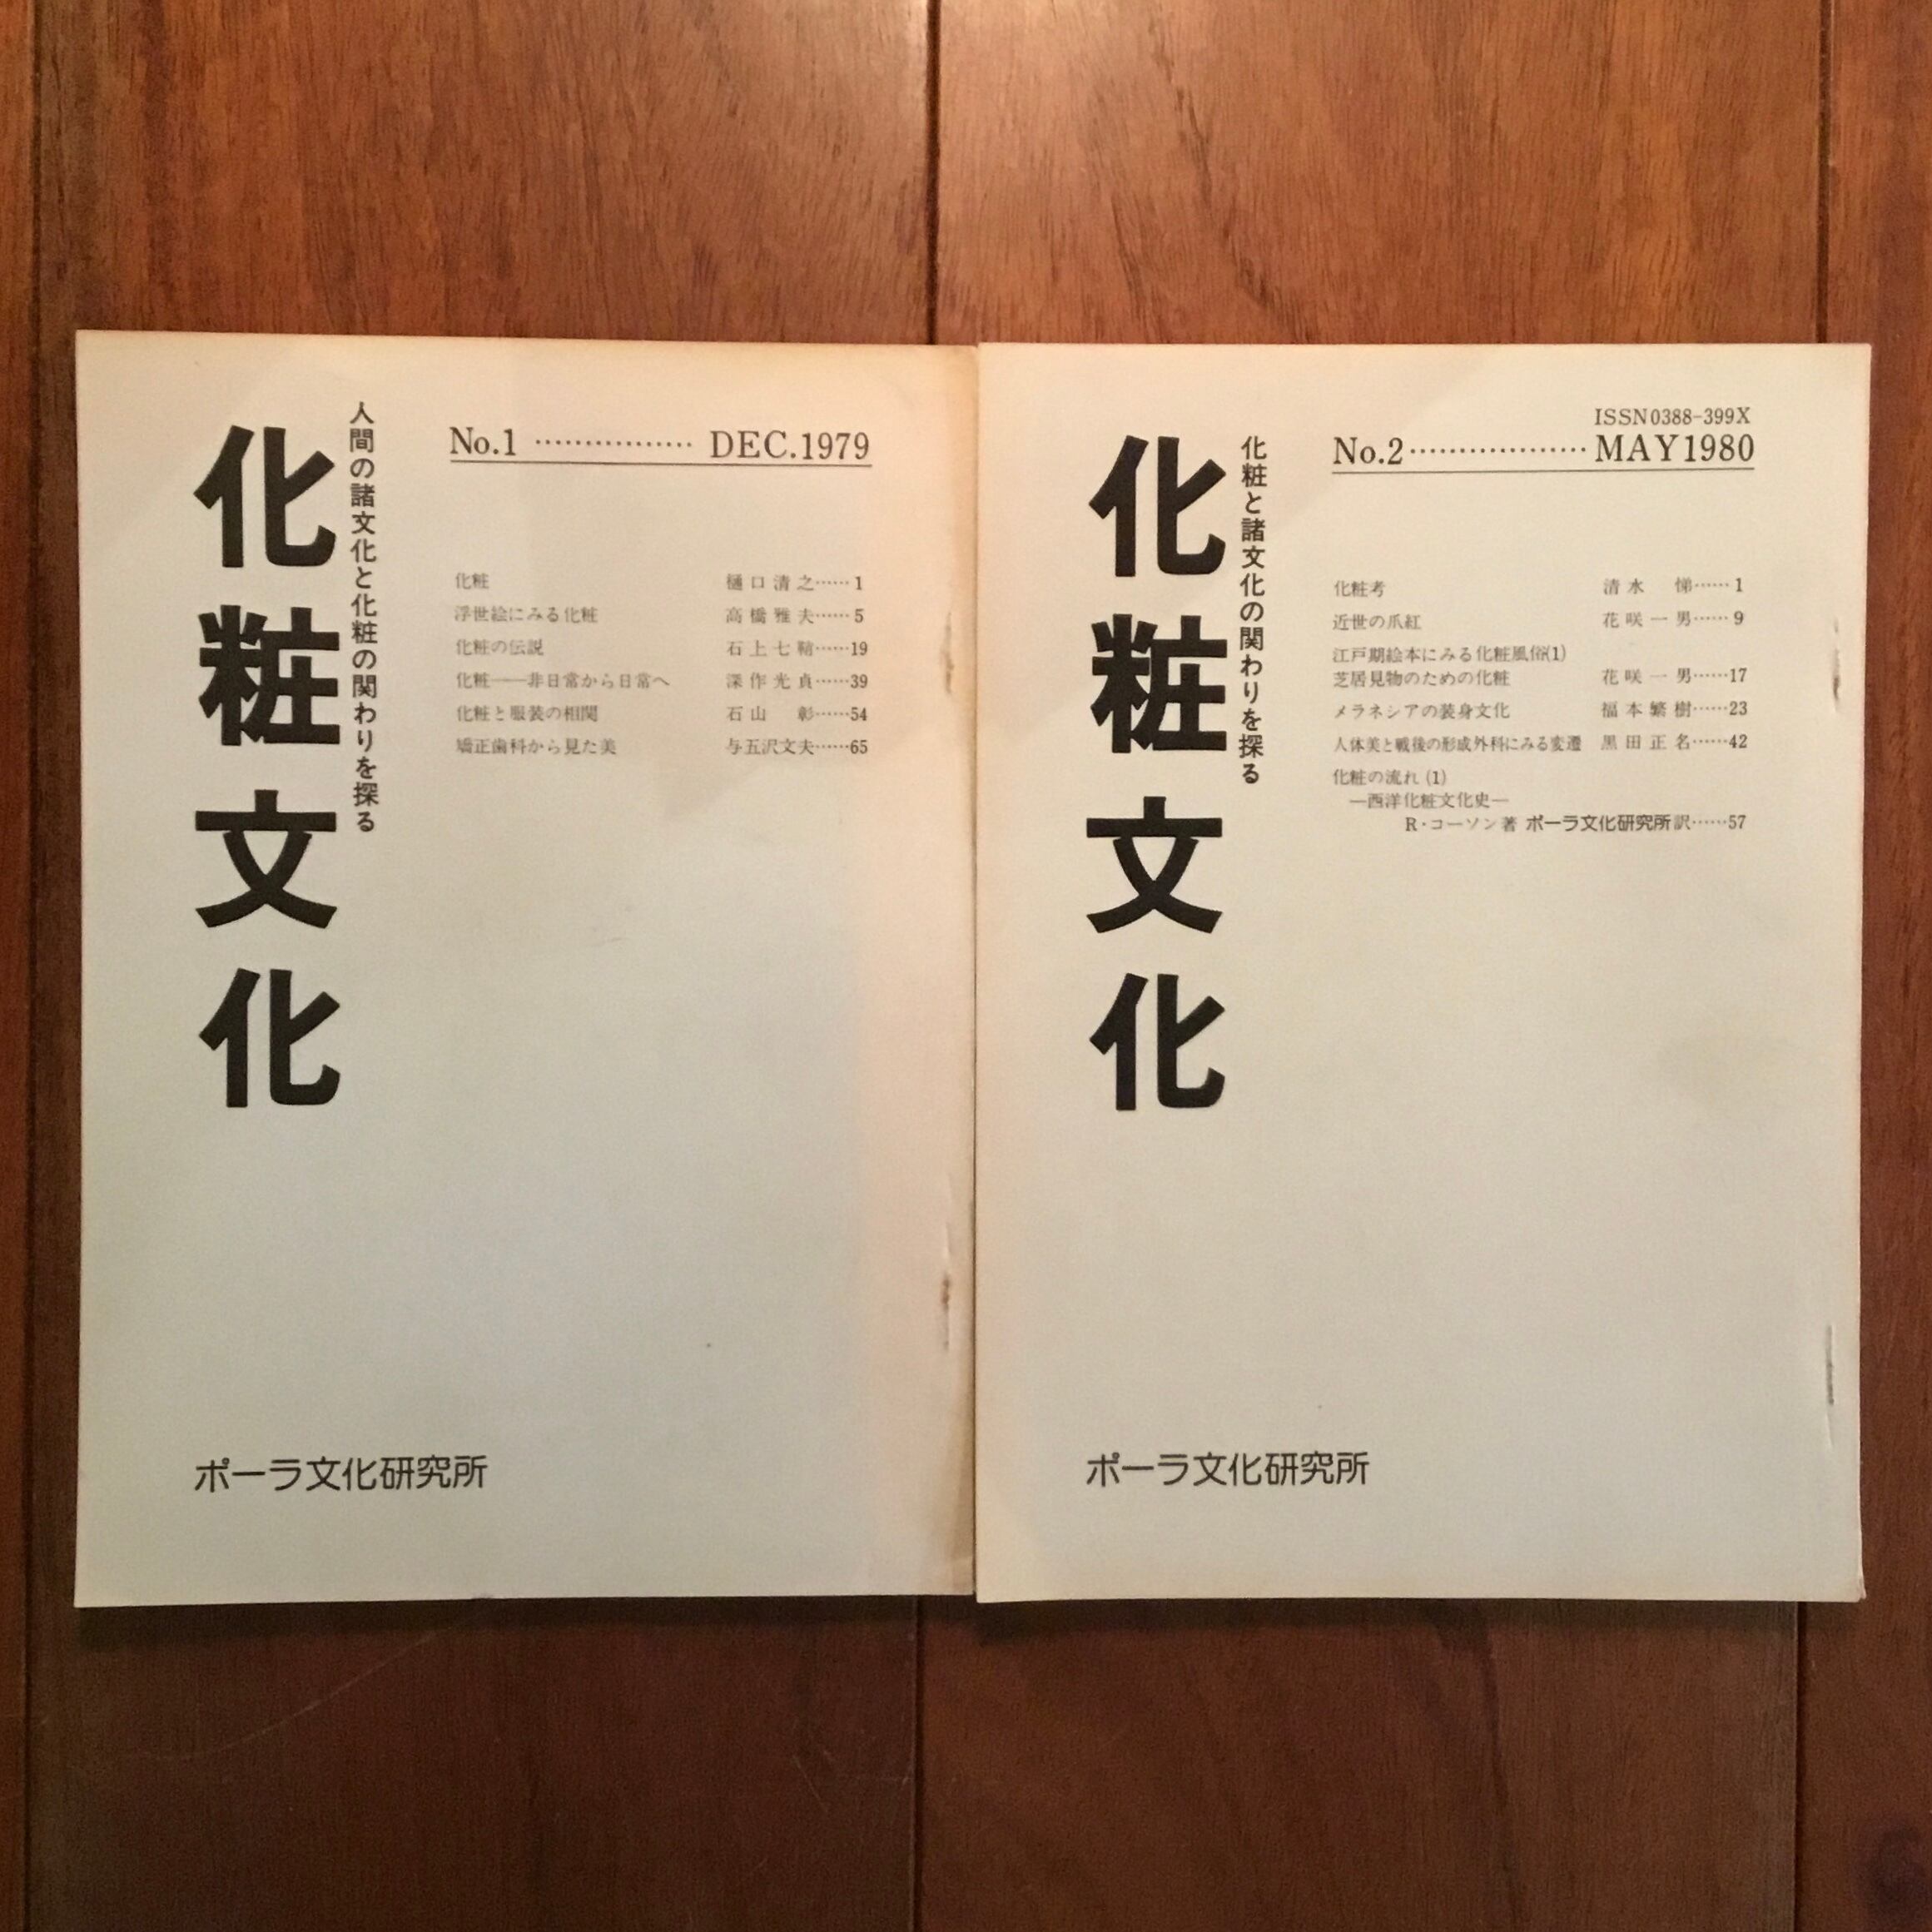 化粧文化
人間の諸文化と化粧の関わりを探る
No.1 ················ DEC.1979
化粧 樋口清之……1
浮世絵にみる化粧 高橋雅夫……5
化粧の伝説 石上七鞘……19
化粧──非日常から日常へ 深作光貞……39
化粧と服装の相関 石山 彰……54
矯正歯科から見た美 与五沢文夫……65
ポーラ文化研究所
化粧文化
化粧と諸文化の関わりを探る
ISSN0388-399X
No.2·················· MAY1980
化粧考 清水 悌……1
近世の爪紅 花咲一男……9
江戸期絵本にみる化粧風俗(1)
芝居見物のための化粧 花咲一男……17
メラネシアの装身文化 福本繁樹……23
人体美と戦後の形成外科にみる変遷 黒田正名……42
化粧の流れ(1)
―西洋化粧文化史―
R・コーソン著 ポーラ文化研究所訳……57
ポーラ文化研究所